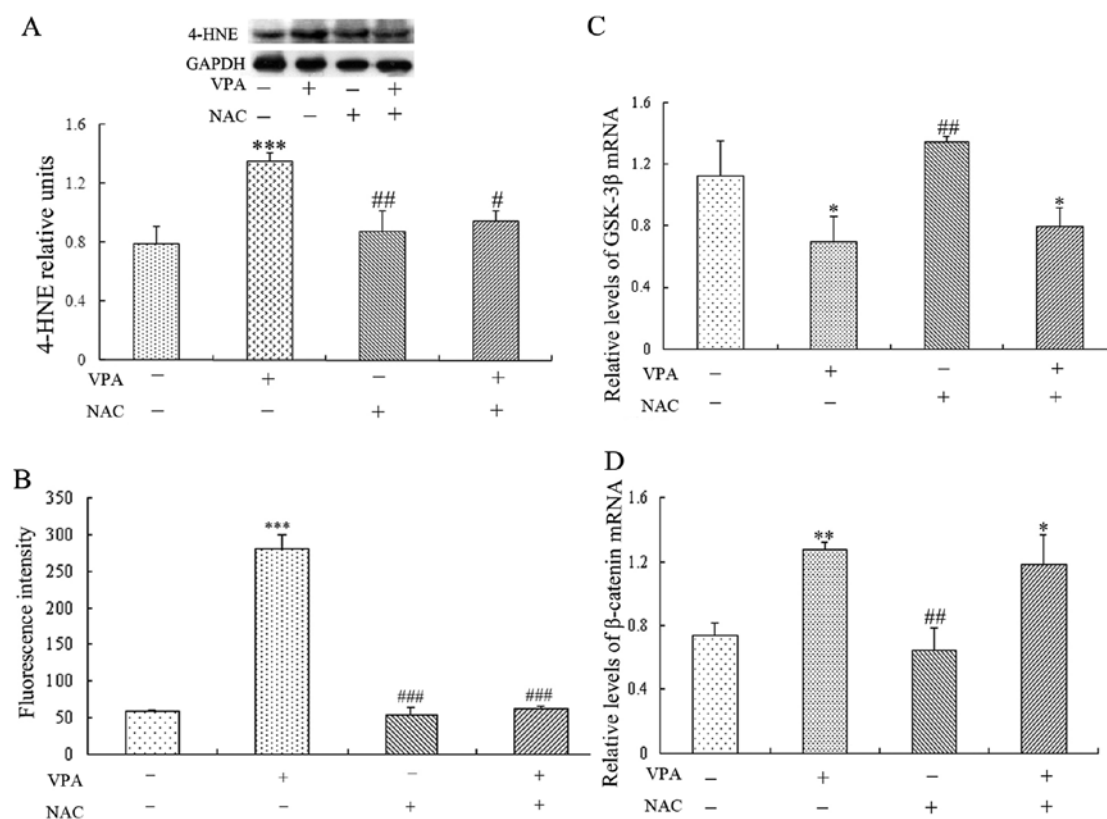 A
4-HNE
GAPDH
VPA − + − +
NAC − − + +
4-HNE relative units
1.6
1.2
0.8
0.4
0
***
##
#
VPA − + − +
NAC − − + +
B
Fluorescence intensity
350
300
250
200
150
100
50
0
***
###
###
VPA − + − +
NAC − − + +
C
Relative levels of GSK-3β mRNA
1.6
1.2
0.8
0.4
0
*
##
*
VPA − + − +
NAC − − + +
D
Relative levels of β-catenin mRNA
1.6
1.2
0.8
0.4
0
**
##
*
VPA − + − +
NAC − − + +